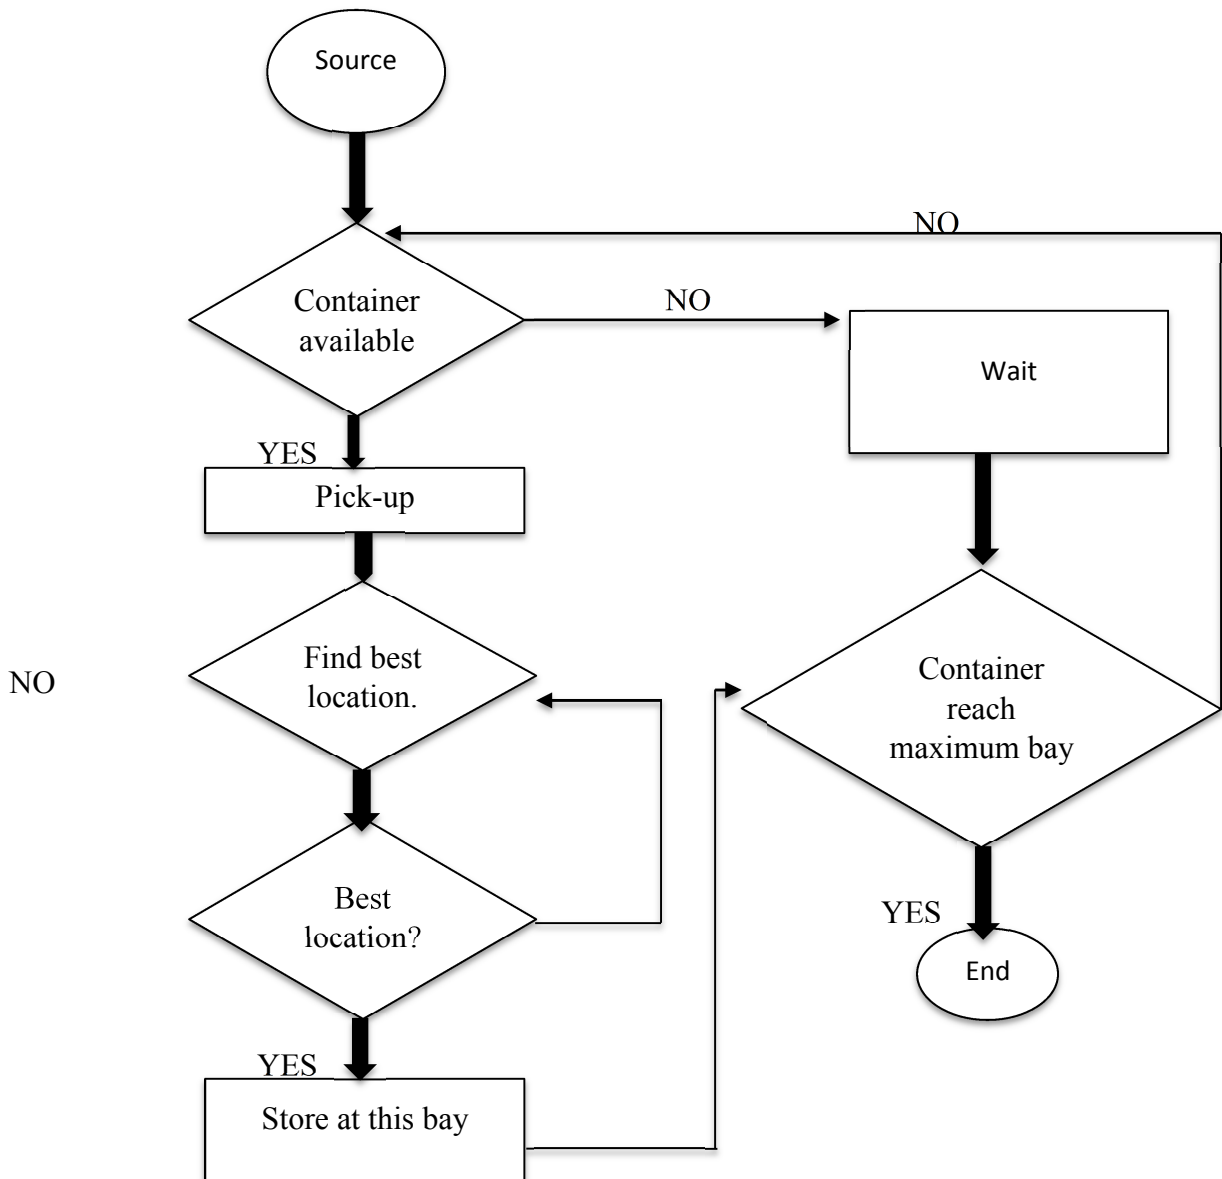 Source
NO
Container
available
NO
Wait
YES
Pick-up
Find best
location.
NO
Container
reach
maximum bay
Best
location?
YES
End
YES
Store at this bay